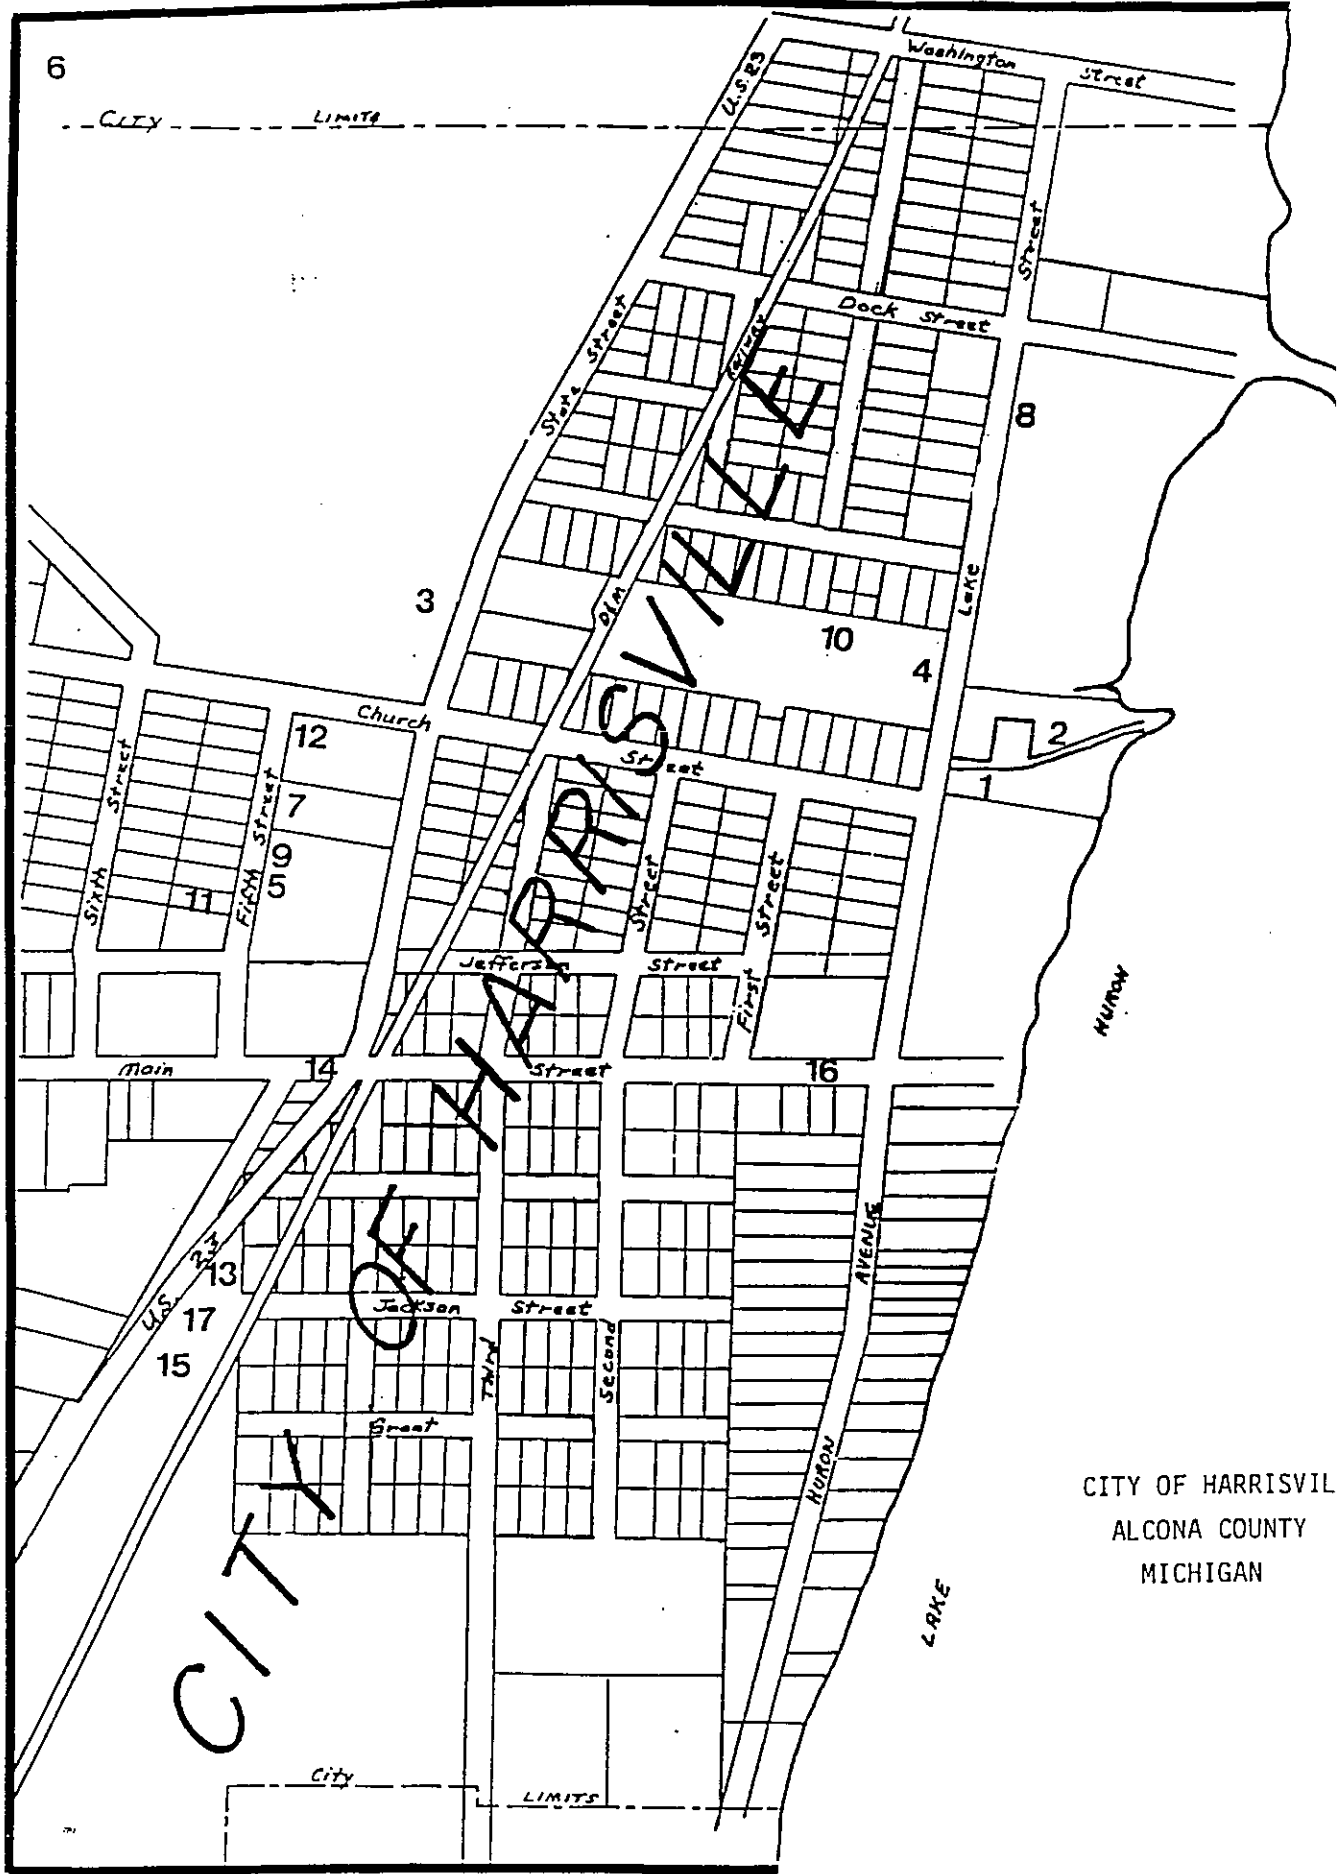 6
Washington Street
U.S. 23
CITY LIMITS
Street
Dock Street
State Street
8
3
D&M
Lake
10
4
Church
Street
12
2
1
7
9
5
11
Sixth Street
Fifth Street
Street
First Street
Jefferson Street
HURON
Main
14
Street
16
U.S. 23
13
17
15
AVENUE
Jackson Street
Third
Second
HURON
CITY OF HARRISVILLE
CITY OF HARRISVIL
ALCONA COUNTY
MICHIGAN
LAKE
City
LIMITS